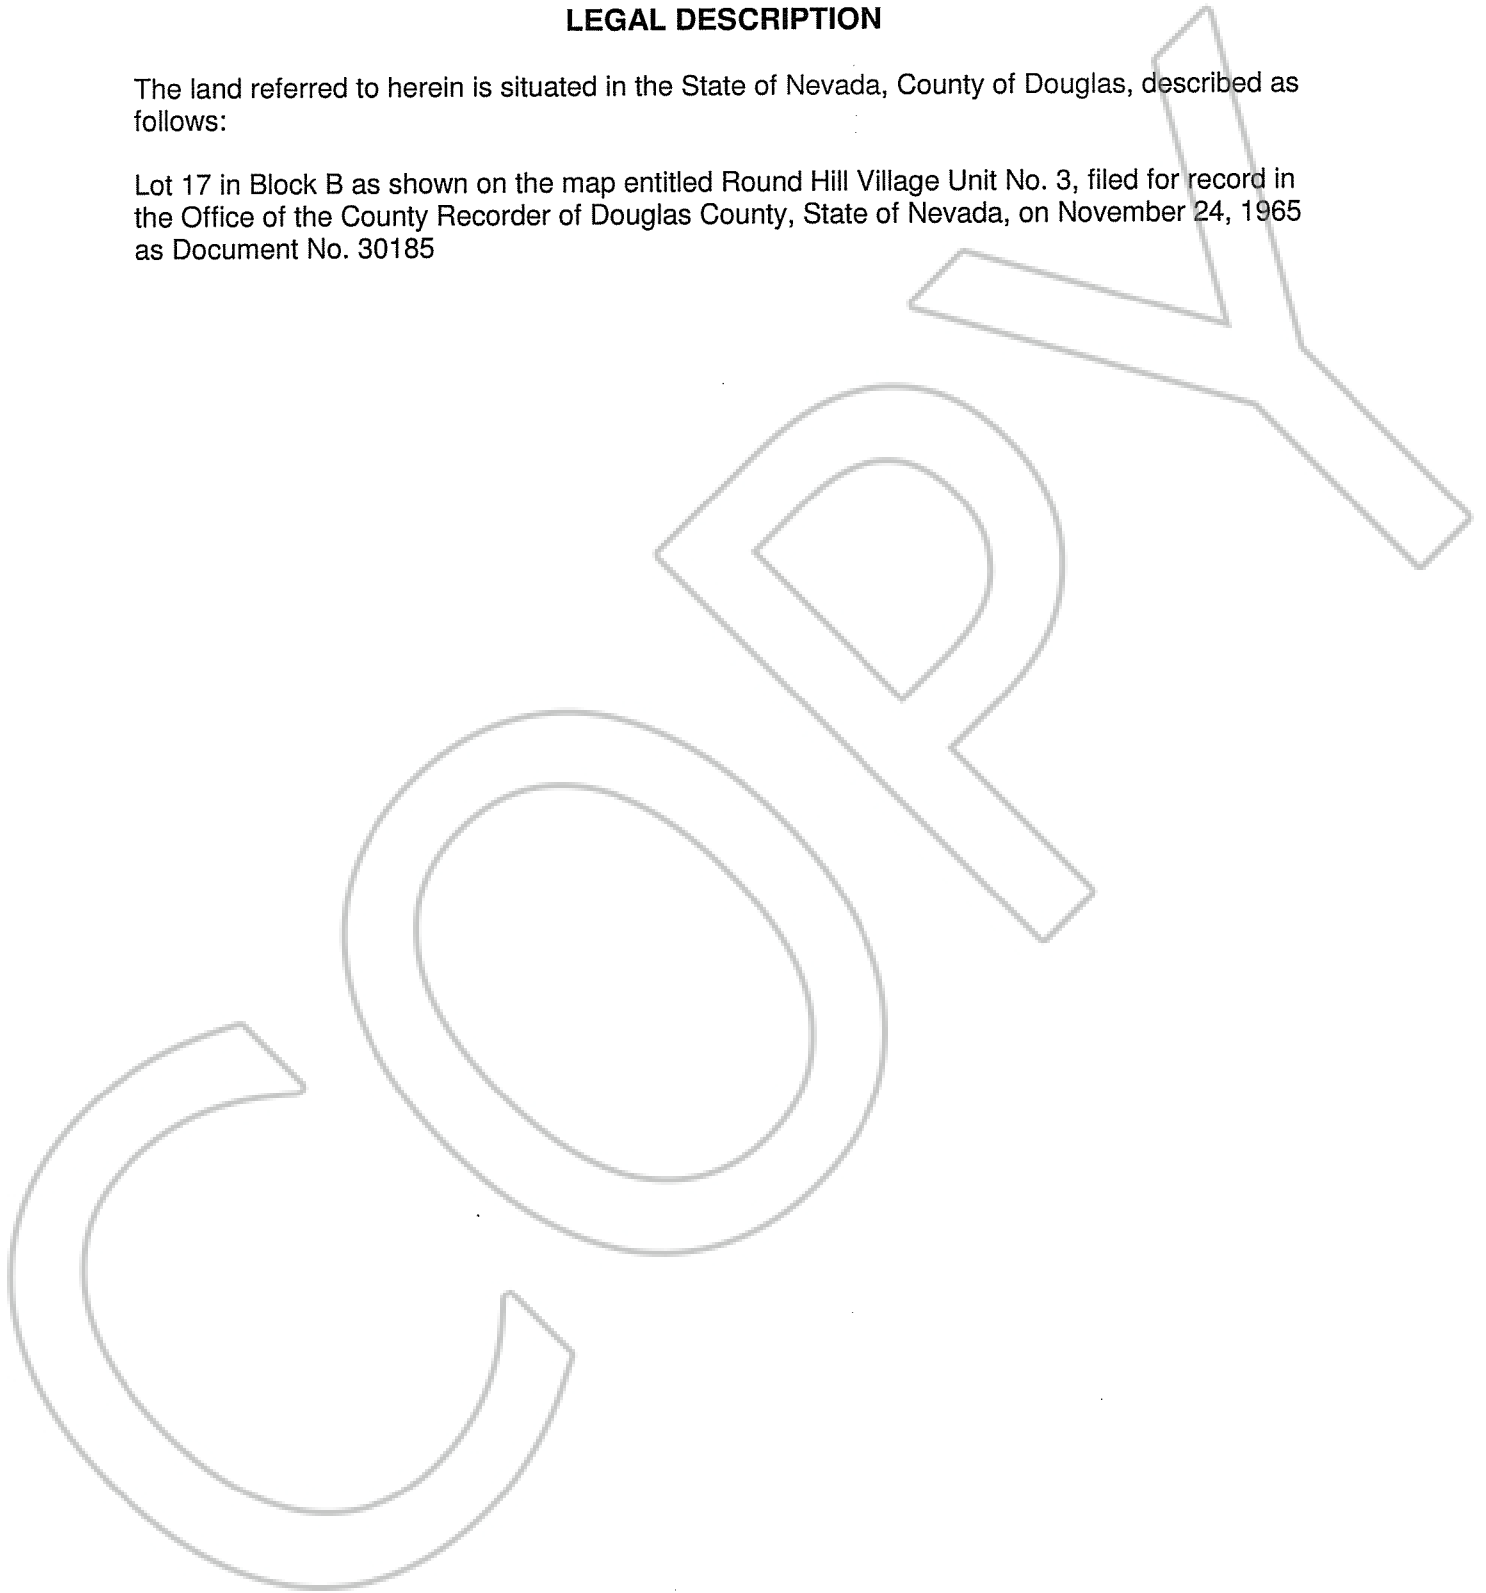 LEGAL DESCRIPTION
The land referred to herein is situated in the State of Nevada, County of Douglas, described as
follows:
Lot 17 in Block B as shown on the map entitled Round Hill Village Unit No. 3, filed for record in
the Office of the County Recorder of Douglas County, State of Nevada, on November 24, 1965
as Document No. 30185
COPY